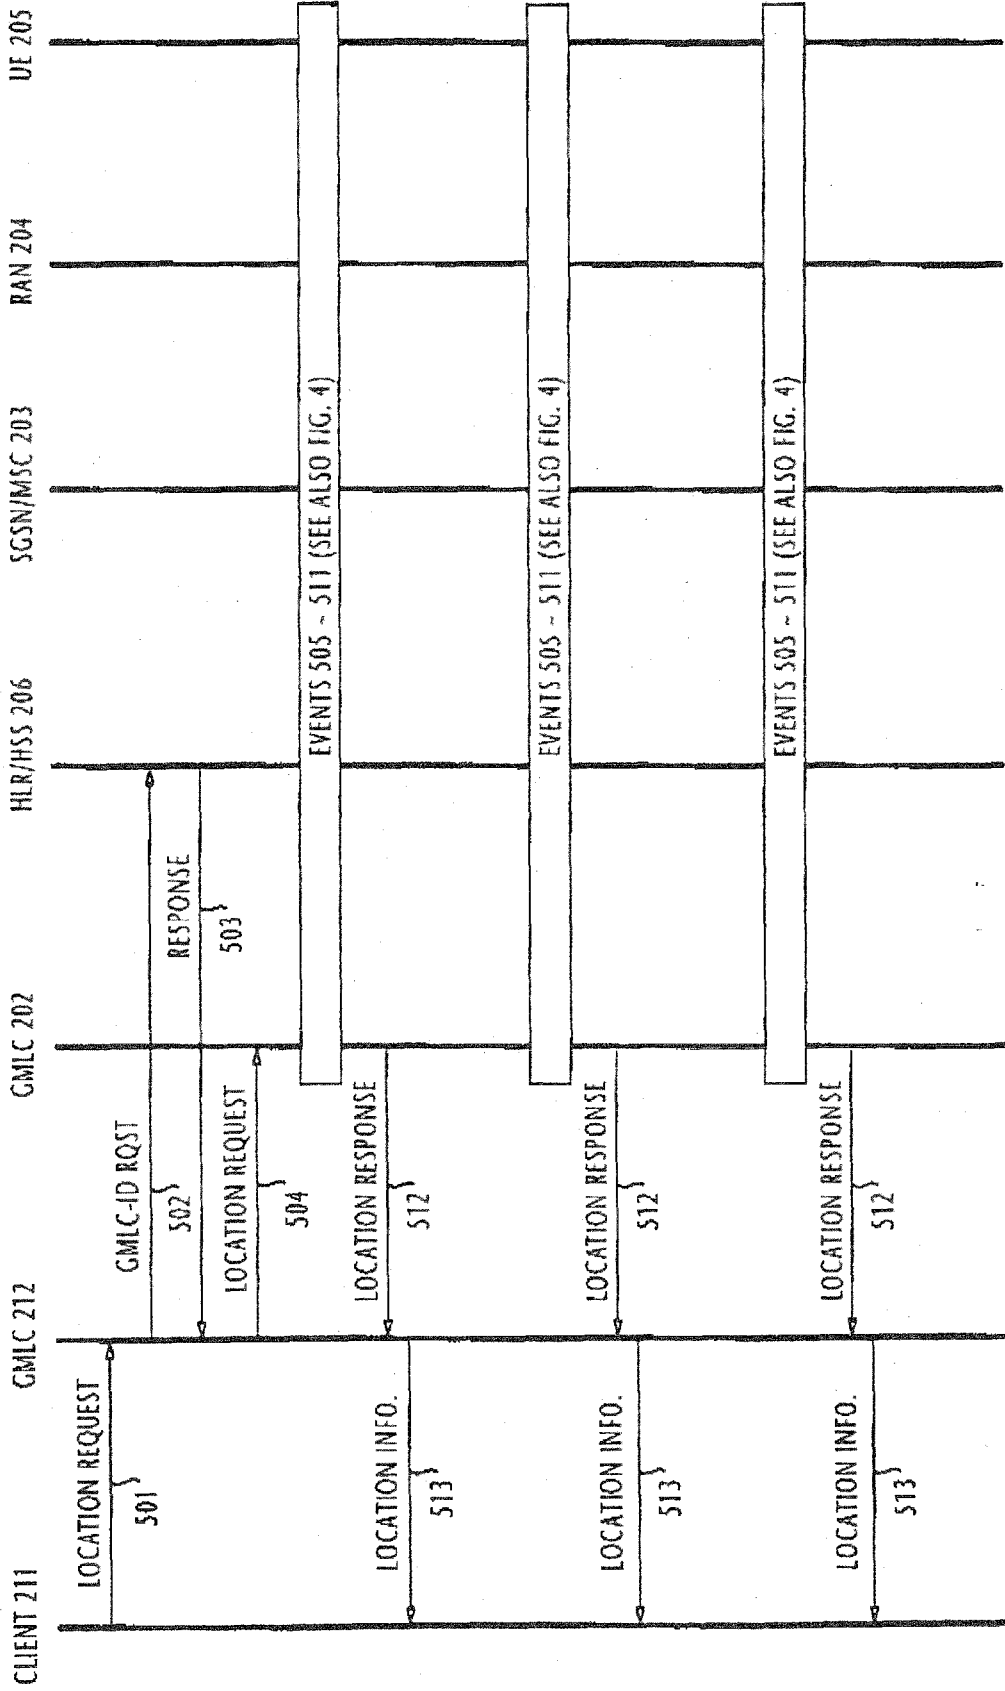 CLIENT 211
GMLC 212
GMLC 202
HLR/HSS 206
SGSN/MSC 203
RAN 204
UE 205
LOCATION REQUEST
501
GMLC-ID RQST
502
RESPONSE
503
LOCATION REQUEST
504
EVENTS 505 ~ 511 (SEE ALSO FIG. 4)
LOCATION RESPONSE
512
LOCATION INFO.
513
EVENTS 505 ~ 511 (SEE ALSO FIG. 4)
LOCATION RESPONSE
512
LOCATION INFO.
513
EVENTS 505 ~ 511 (SEE ALSO FIG. 4)
LOCATION RESPONSE
512
LOCATION INFO.
513